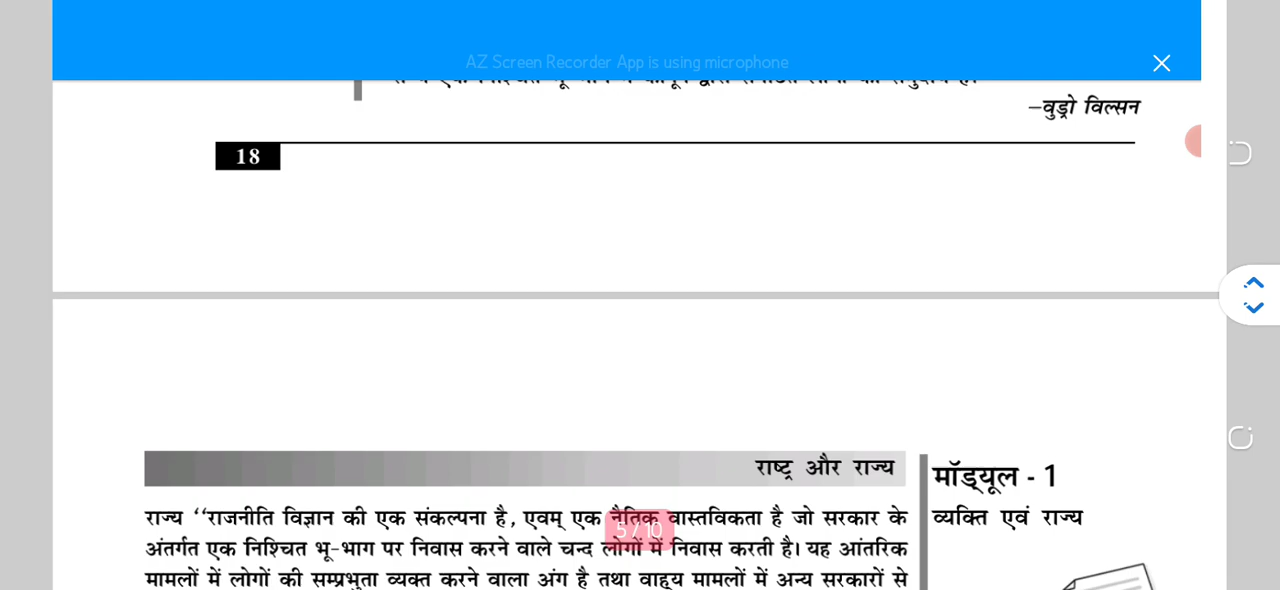 AZ Screen Recorder App is using microphone
–वुड्रो विल्सन
18
राष्ट्र और राज्य
मॉड्यूल - 1
व्यक्ति एवं राज्य
राज्य ‘‘राजनीति विज्ञान की एक संकल्पना है, एवम् एक नैतिक वास्तविकता है जो सरकार के
अंतर्गत एक निश्चित भू-भाग पर निवास करने वाले चन्द लोगों में निवास करती है। यह आंतरिक
मामलों में लोगों की सम्प्रभुता व्यक्त करने वाला अंग है तथा वाह्य मामलों में अन्य सरकारों से
5/10